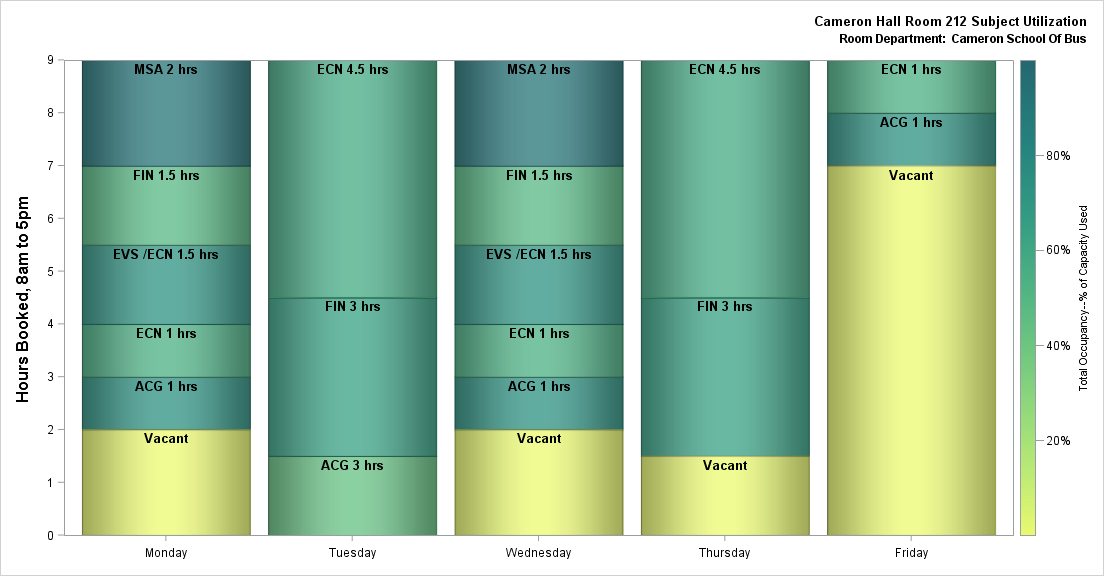 Cameron Hall Room 212 Subject Utilization
Room Department: Cameron School Of Bus
Hours Booked, 8am to 5pm
9
8
7
6
5
4
3
2
1
0
MSA 2 hrs
FIN 1.5 hrs
EVS /ECN 1.5 hrs
ECN 1 hrs
ACG 1 hrs
Vacant
ECN 4.5 hrs
FIN 3 hrs
ACG 3 hrs
MSA 2 hrs
FIN 1.5 hrs
EVS /ECN 1.5 hrs
ECN 1 hrs
ACG 1 hrs
Vacant
ECN 4.5 hrs
FIN 3 hrs
Vacant
ECN 1 hrs
ACG 1 hrs
Vacant
Monday
Tuesday
Wednesday
Thursday
Friday
80%
60%
40%
20%
Total Occupancy--% of Capacity Used